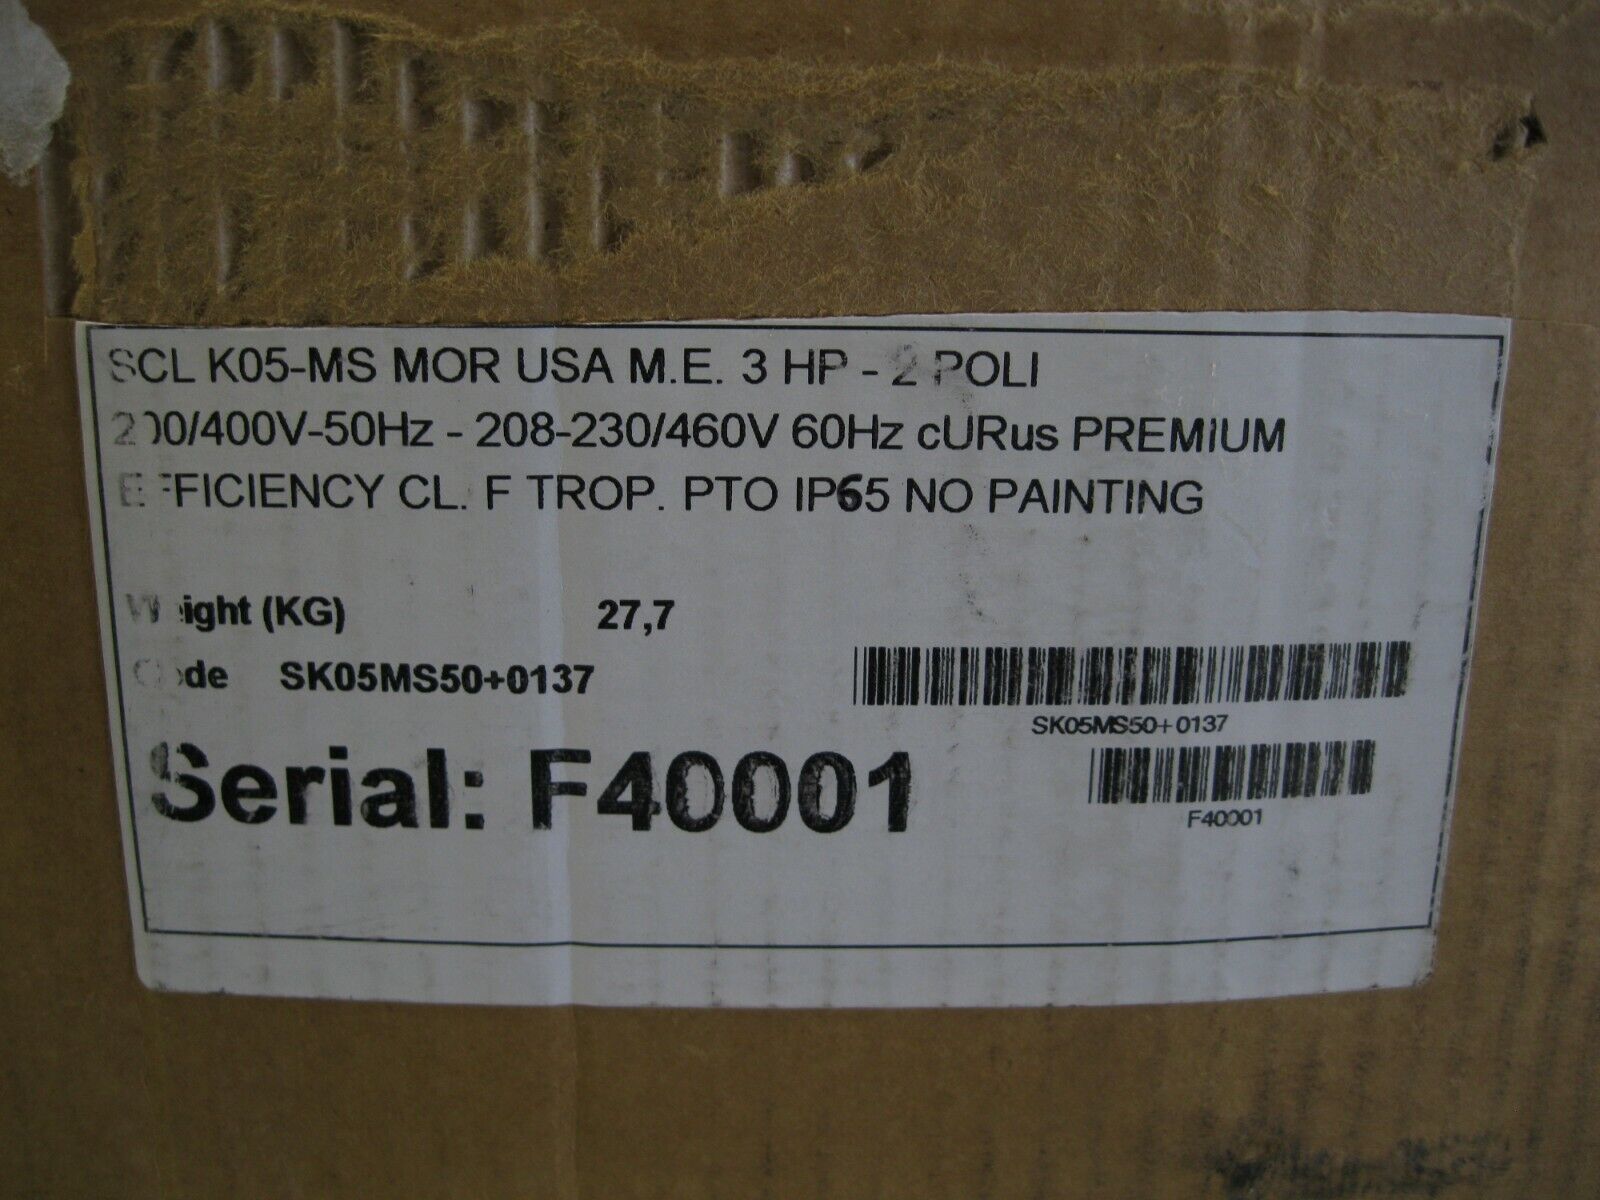 SCL K05-MS MOR USA M.E. 3 HP - 2 POLI
200/400V-50Hz - 208-230/460V 60Hz cURus PREMIUM
EFFICIENCY CL. F TROP. PTO IP65 NO PAINTING
Weight (KG) 27,7
Code SK05MS50+0137
SK05MS50+0137
Serial: F40001
F40001